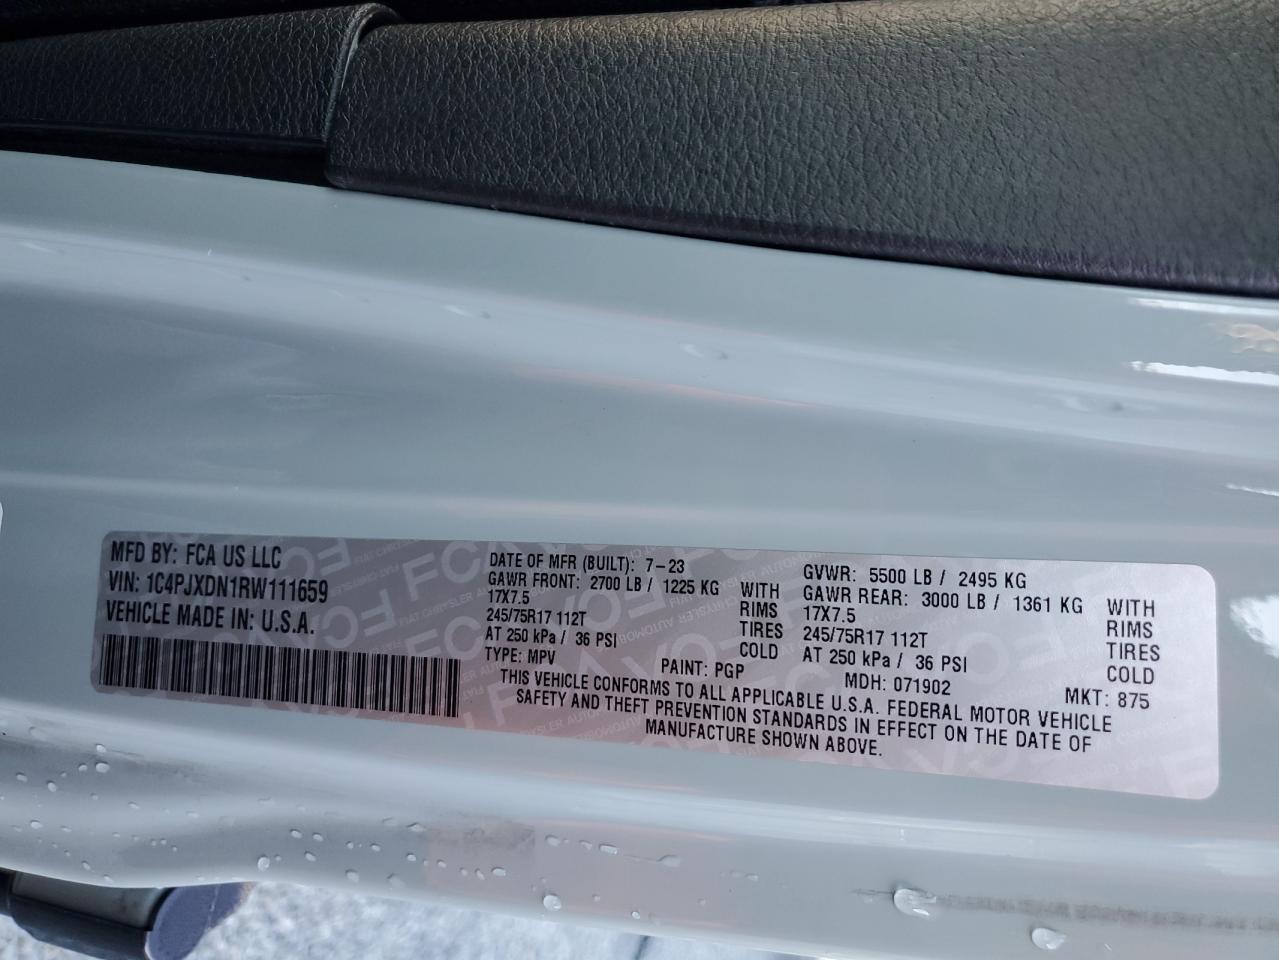 MFD BY: FCA US LLC
VIN: 1C4PJXDN1RW111659
VEHICLE MADE IN: U.S.A.
DATE OF MFR (BUILT): 7-23
GAWR FRONT: 2700 LB / 1225 KG WITH
17X7.5 RIMS
245/75R17 112T TIRES
AT 250 kPa / 36 PSI COLD
TYPE: MPV PAINT: PGP
GVWR: 5500 LB / 2495 KG
GAWR REAR: 3000 LB / 1361 KG WITH
17X7.5 RIMS
245/75R17 112T TIRES
AT 250 kPa / 36 PSI COLD
MDH: 071902 MKT: 875
THIS VEHICLE CONFORMS TO ALL APPLICABLE U.S.A. FEDERAL MOTOR VEHICLE
SAFETY AND THEFT PREVENTION STANDARDS IN EFFECT ON THE DATE OF
MANUFACTURE SHOWN ABOVE.